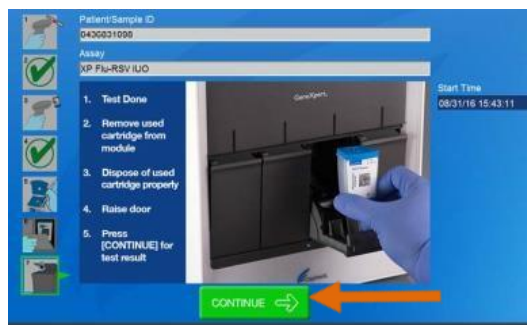 Patient/Sample ID
0436831098
Assay
XP Flu-RSV IUO
Start Time
08/31/16 15:43:11
1. Test Done
2. Remove used
cartridge from
module
3. Dispose of used
cartridge properly
4. Raise door
5. Press
[CONTINUE] for
test result
GeneXpert
CONTINUE